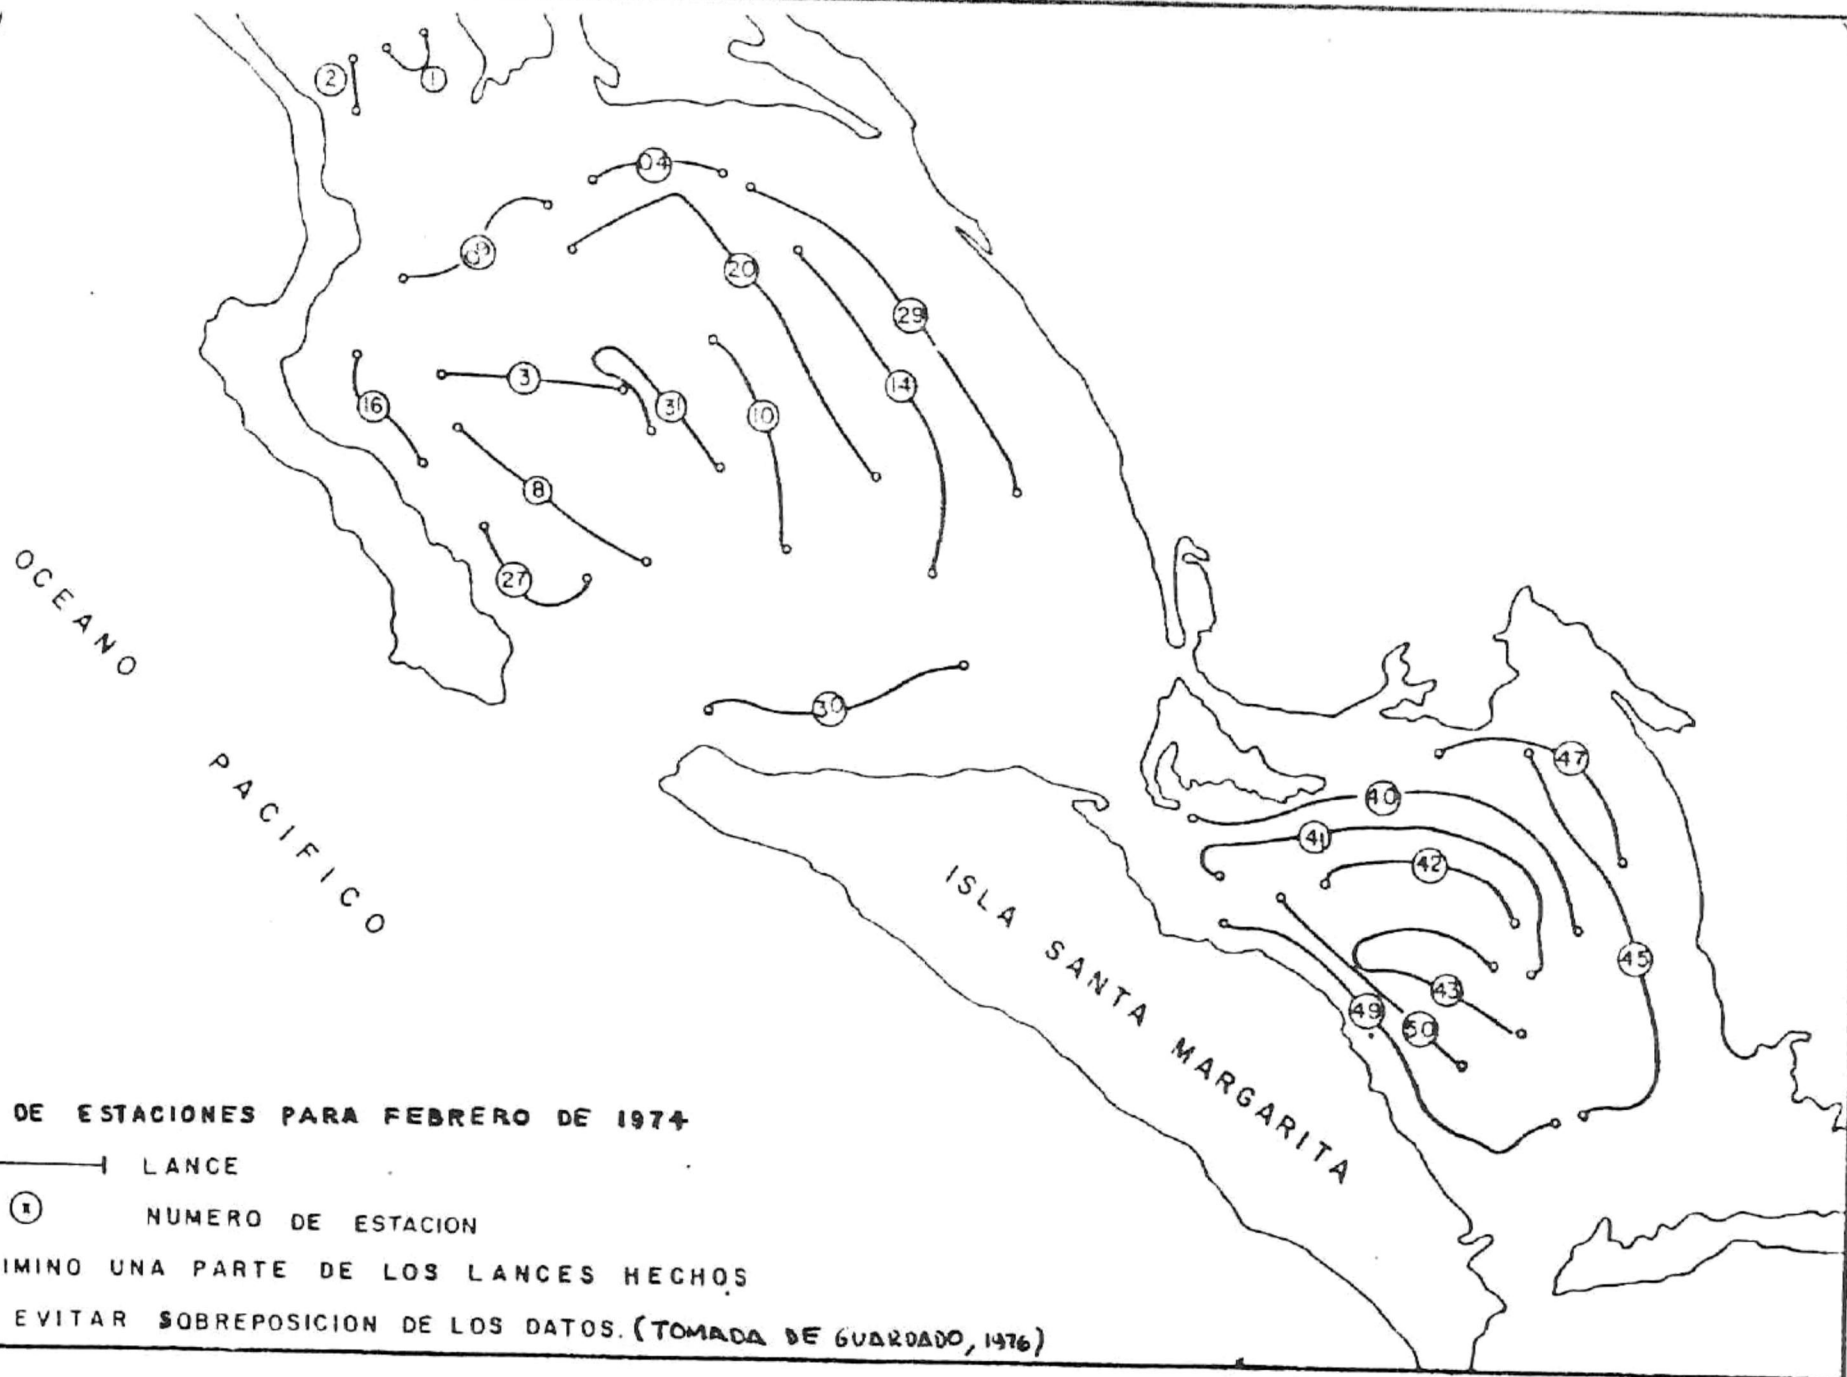 2
1
04
09
20
29
3
31
10
14
16
8
27
30
OCEANO
PACIFICO
47
40
41
42
45
43
49
50
ISLA SANTA MARGARITA
DE ESTACIONES PARA FEBRERO DE 1974
LANCE
NUMERO DE ESTACION
IMINO UNA PARTE DE LOS LANCES HECHOS
EVITAR SOBREPOSICION DE LOS DATOS. (TOMADA DE GUARDADO, 1976)